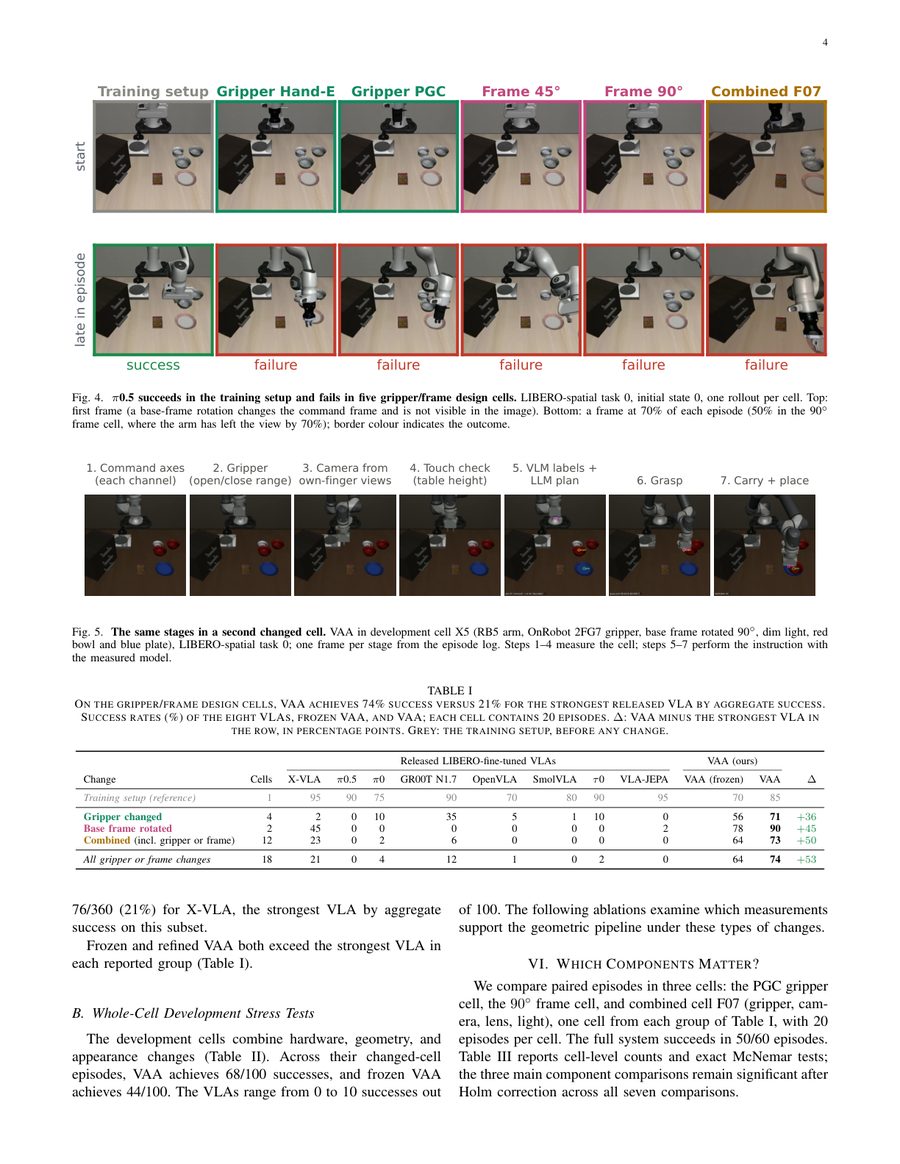 4
Training setup Gripper Hand-E Gripper PGC Frame 45° Frame 90° Combined F07
start
late in episode
success failure failure failure failure failure
Fig. 4. π0.5 succeeds in the training setup and fails in five gripper/frame design cells. LIBERO-spatial task 0, initial state 0, one rollout per cell. Top:
first frame (a base-frame rotation changes the command frame and is not visible in the image). Bottom: a frame at 70% of each episode (50% in the 90°
frame cell, where the arm has left the view by 70%); border colour indicates the outcome.
1. Command axes 2. Gripper 3. Camera from 4. Touch check 5. VLM labels +
(each channel) (open/close range) own-finger views (table height) LLM plan 6. Grasp 7. Carry + place
Fig. 5. The same stages in a second changed cell. VAA in development cell X5 (RB5 arm, OnRobot 2FG7 gripper, base frame rotated 90°, dim light, red
bowl and blue plate), LIBERO-spatial task 0; one frame per stage from the episode log. Steps 1–4 measure the cell; steps 5–7 perform the instruction with
the measured model.
TABLE I
ON THE GRIPPER/FRAME DESIGN CELLS, VAA ACHIEVES 74% SUCCESS VERSUS 21% FOR THE STRONGEST RELEASED VLA BY AGGREGATE SUCCESS.
SUCCESS RATES (%) OF THE EIGHT VLAS, FROZEN VAA, AND VAA; EACH CELL CONTAINS 20 EPISODES. Δ: VAA MINUS THE STRONGEST VLA IN
THE ROW, IN PERCENTAGE POINTS. GREY: THE TRAINING SETUP, BEFORE ANY CHANGE.
Released LIBERO-fine-tuned VLAs VAA (ours)
Change Cells X-VLA π0.5 π0 GR00T N1.7 OpenVLA SmolVLA π0 VLA-JEPA VAA (frozen) VAA Δ
Training setup (reference) 1 95 90 75 90 70 80 90 95 70 85
Gripper changed 4 2 0 10 35 5 1 10 0 56 71 +36
Base frame rotated 2 45 0 0 0 0 0 0 2 78 90 +45
Combined (incl. gripper or frame) 12 23 0 2 6 0 0 0 0 64 73 +50
All gripper or frame changes 18 21 0 4 12 1 0 2 0 64 74 +53
76/360 (21%) for X-VLA, the strongest VLA by aggregate
success on this subset.
Frozen and refined VAA both exceed the strongest VLA in
each reported group (Table I).
B. Whole-Cell Development Stress Tests
The development cells combine hardware, geometry, and
appearance changes (Table II). Across their changed-cell
episodes, VAA achieves 68/100 successes, and frozen VAA
achieves 44/100. The VLAs range from 0 to 10 successes out
of 100. The following ablations examine which measurements
support the geometric pipeline under these types of changes.
VI. WHICH COMPONENTS MATTER?
We compare paired episodes in three cells: the PGC gripper
cell, the 90° frame cell, and combined cell F07 (gripper, cam-
era, lens, light), one cell from each group of Table I, with 20
episodes per cell. The full system succeeds in 50/60 episodes.
Table III reports cell-level counts and exact McNemar tests;
the three main component comparisons remain significant after
Holm correction across all seven comparisons.